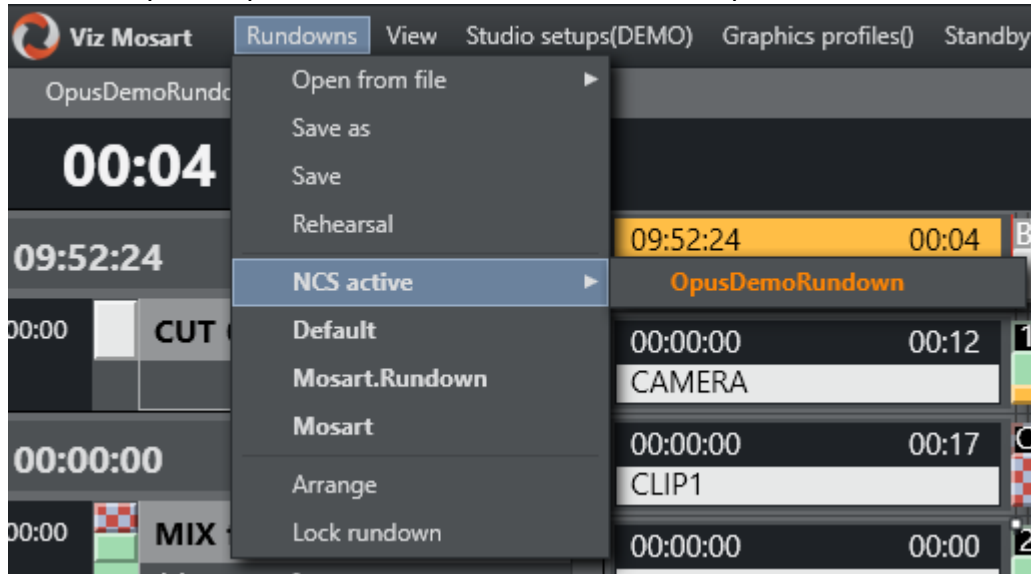 Viz Mosart Rundowns View Studio setups(DEMO) Graphics profiles() Standby
OpusDemoRundo
Open from file
Save as
00:04
Save
Rehearsal
09:52:24
09:52:24 00:04
NCS active
OpusDemoRundown
00:00
CUT
Default
00:00:00 00:12
Mosart.Rundown
CAMERA
Mosart
00:00:00
00:00:00 00:17
CLIP1
Arrange
00:00
MIX
Lock rundown
00:00:00 00:00
2